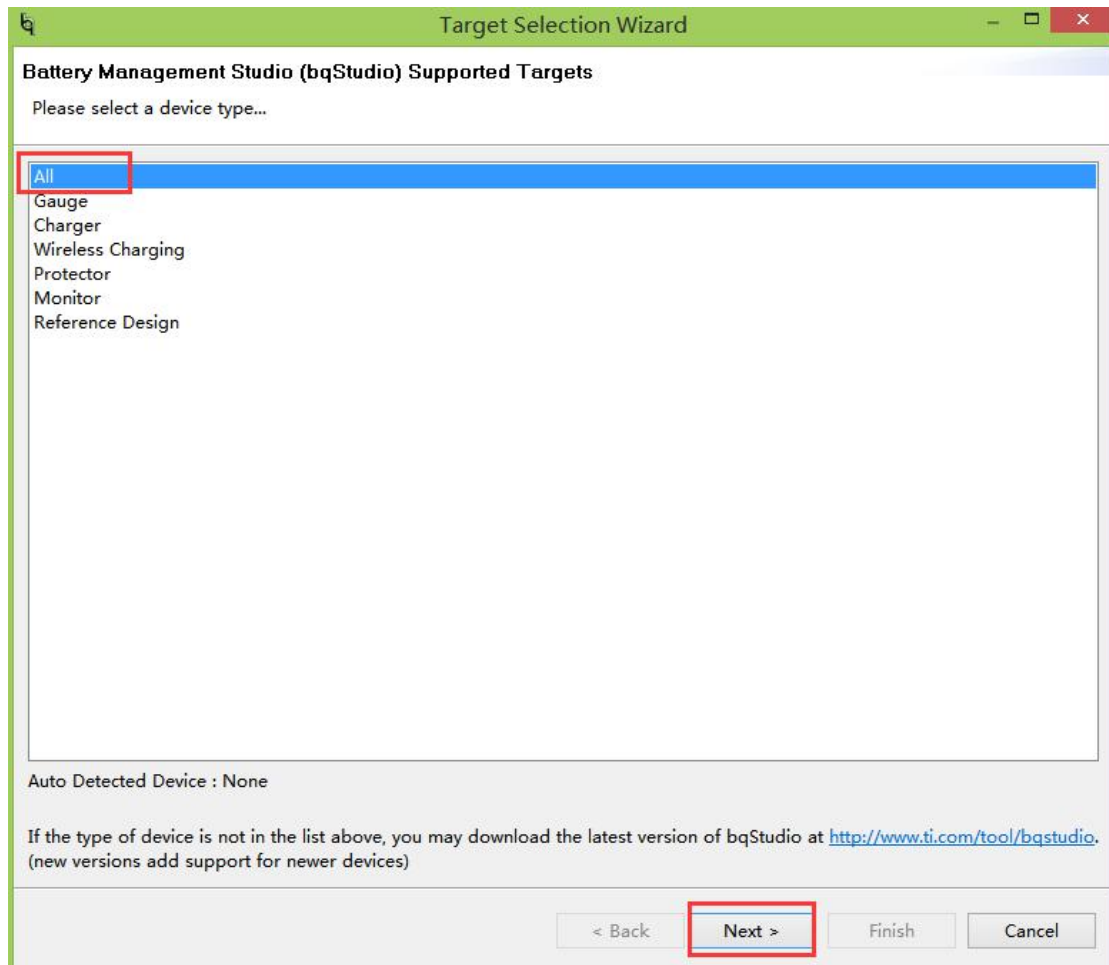 Target Selection Wizard
Battery Management Studio (bqStudio) Supported Targets
Please select a device type...
All
Gauge
Charger
Wireless Charging
Protector
Monitor
Reference Design
Auto Detected Device : None
If the type of device is not in the list above, you may download the latest version of bqStudio at http://www.ti.com/tool/bqstudio.
(new versions add support for newer devices)
< Back Next > Finish Cancel